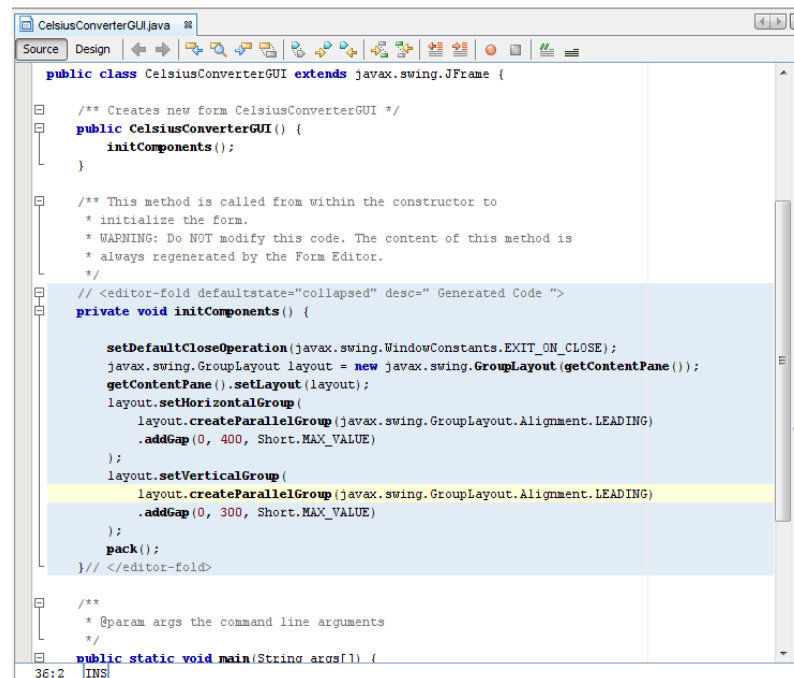 CelsiusConverterGUI.java
Source Design
public class CelsiusConverterGUI extends javax.swing.JFrame {
/** Creates new form CelsiusConverterGUI */
public CelsiusConverterGUI() {
initComponents();
}
/** This method is called from within the constructor to
* initialize the form.
* WARNING: Do NOT modify this code. The content of this method is
* always regenerated by the Form Editor.
*/
// <editor-fold defaultstate="collapsed" desc=" Generated Code ">
private void initComponents() {
setDefaultCloseOperation(javax.swing.WindowConstants.EXIT_ON_CLOSE);
javax.swing.GroupLayout layout = new javax.swing.GroupLayout(getContentPane());
getContentPane().setLayout(layout);
layout.setHorizontalGroup(
layout.createParallelGroup(javax.swing.GroupLayout.Alignment.LEADING)
.addGap(0, 400, Short.MAX_VALUE)
);
layout.setVerticalGroup(
layout.createParallelGroup(javax.swing.GroupLayout.Alignment.LEADING)
.addGap(0, 300, Short.MAX_VALUE)
);
pack();
}// </editor-fold>
/**
* @param args the command line arguments
*/
public static void main(String args[]) {
36:2 INS